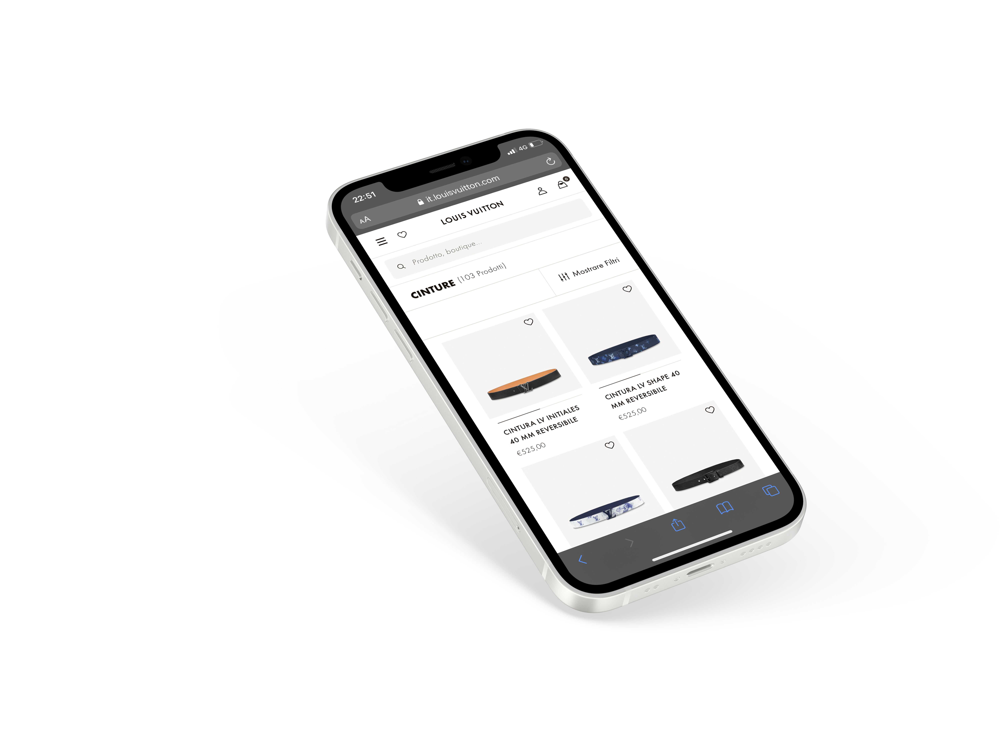 22:51
4G
AA
it.louisvuitton.com
LOUIS VUITTON
0
Prodotto, boutique...
CINTURE (103 Prodotti)
Mostrare Filtri
CINTURA LV INITIALES
40 MM REVERSIBILE
€525,00
CINTURA LV SHAPE 40
MM REVERSIBILE
€525,00